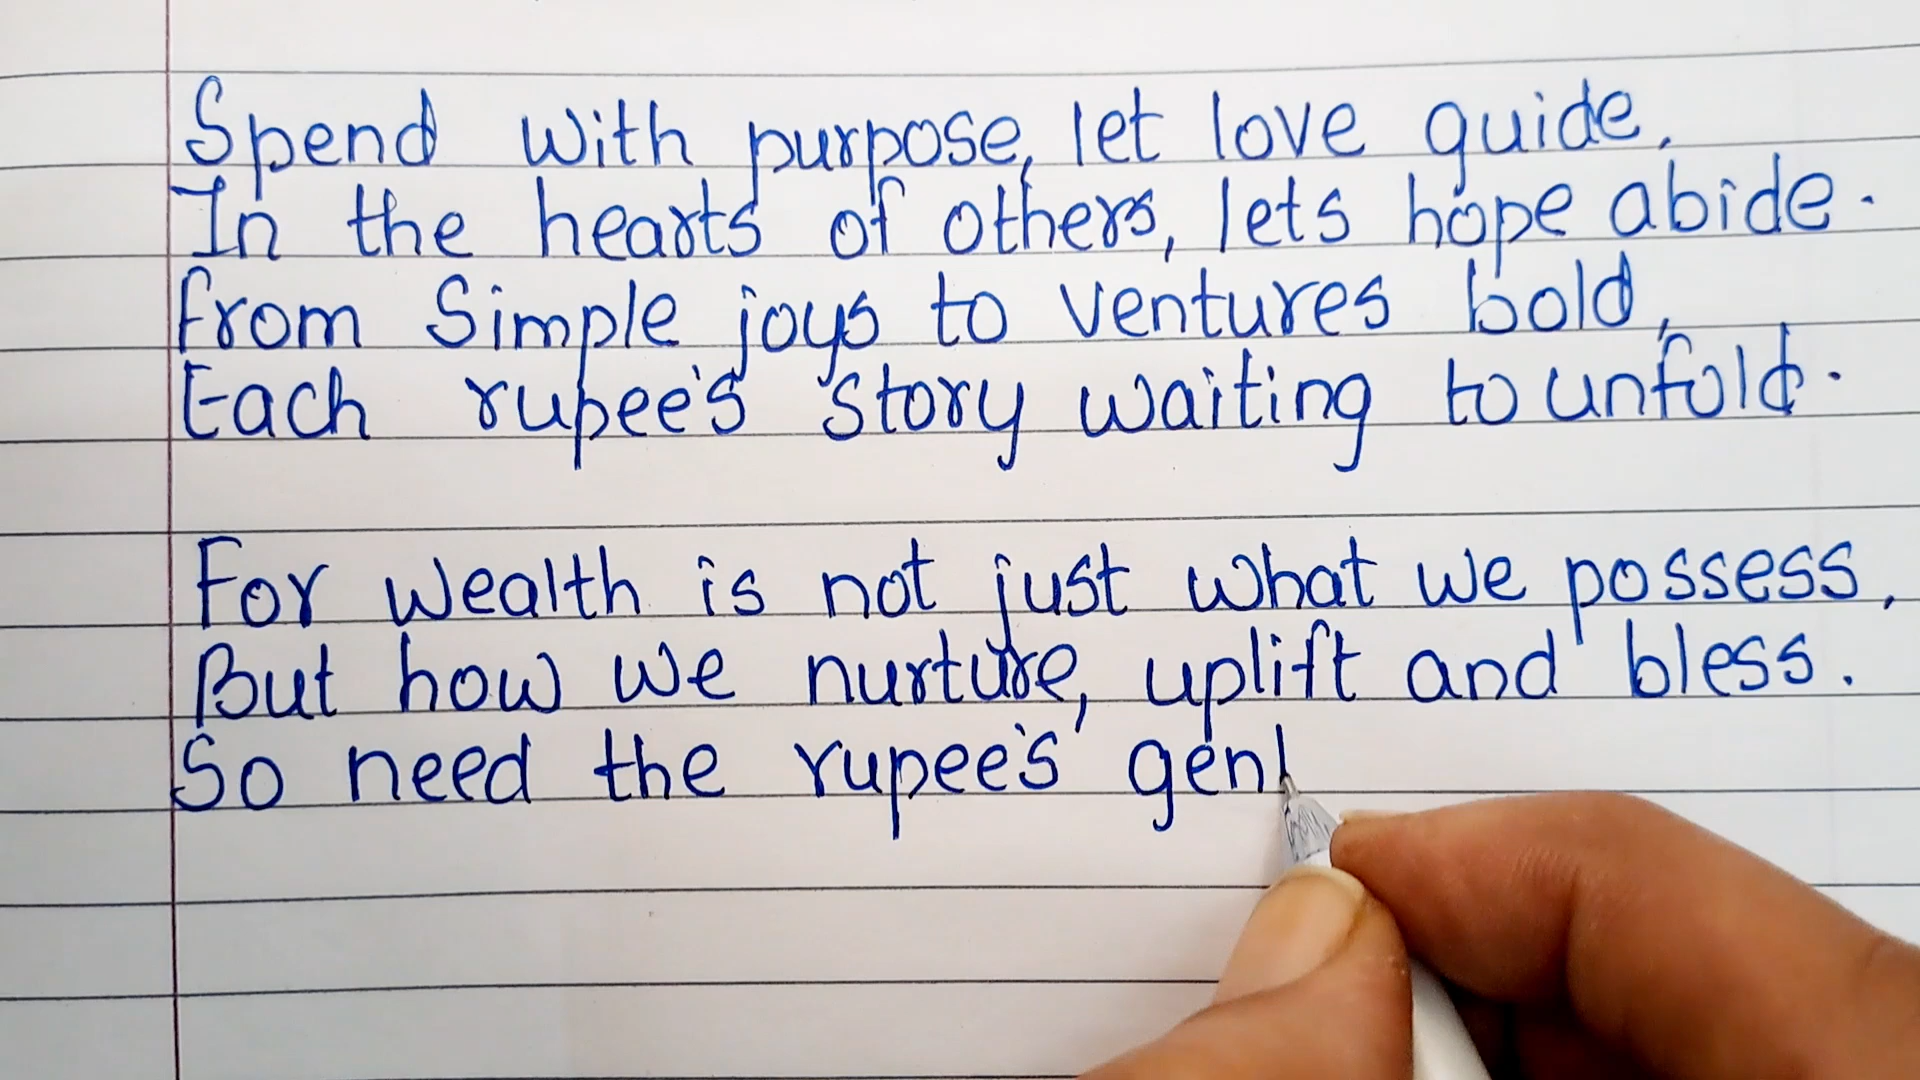 Spend with purpose, let love guide,
In the hearts of others, lets hope abide.
From Simple joys to ventures bold,
Each rupee's story waiting to unfold.
For wealth is not just what we possess,
But how we nurture, uplift and bless.
So need the rupee's